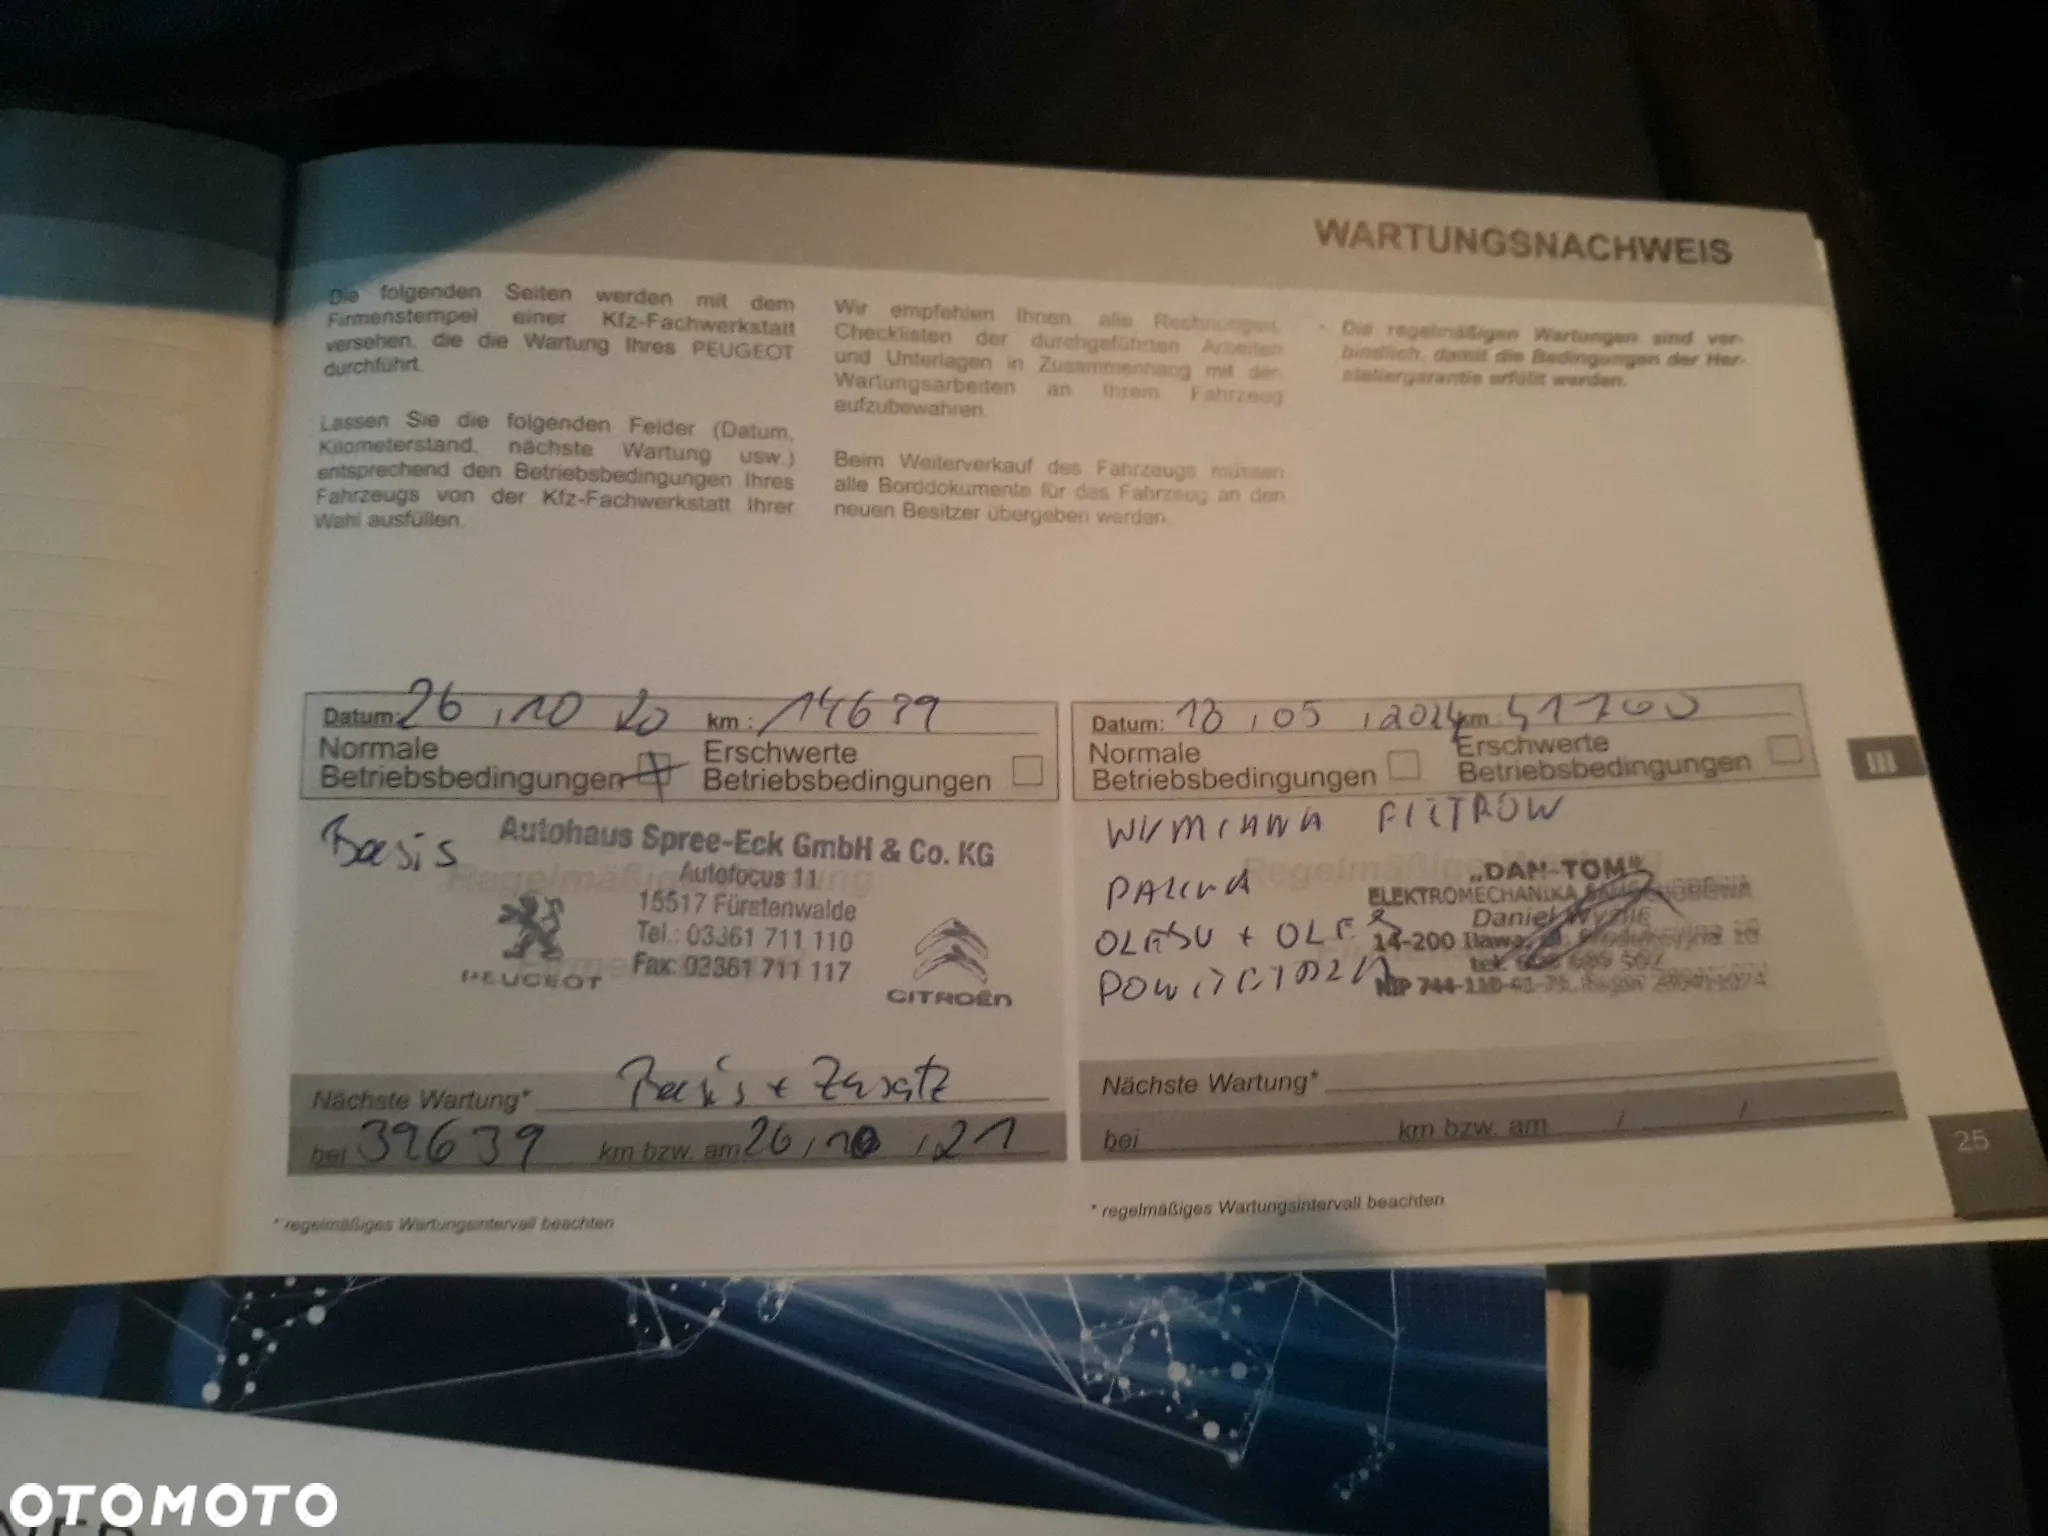 WARTUNGSNACHWEIS
Die folgenden Seiten werden mit dem
Firmenstempel einer Kfz-Fachwerkstatt
versehen, die die Wartung Ihres PEUGEOT
durchführt.
Lassen Sie die folgenden Felder (Datum,
Kilometerstand, nächste Wartung usw.)
entsprechend den Betriebsbedingungen Ihres
Fahrzeugs von der Kfz-Fachwerkstatt Ihrer
Wahl ausfüllen.
Wir empfehlen Ihnen, alle Rechnungen,
Checklisten der durchgeführten Arbeiten
und Unterlagen in Zusammenhang mit den
Wartungsarbeiten an Ihrem Fahrzeug
aufzubewahren.
Beim Weiterverkauf des Fahrzeugs müssen
alle Borddokumente für das Fahrzeug an den
neuen Besitzer übergeben werden.
* Die regelmäßigen Wartungen sind ver-
bindlich, damit die Bedingungen der Her-
stellergarantie erfüllt werden.
Datum: 26.10 20 km: 14639
Normale Betriebsbedingungen
Erschwerte Betriebsbedingungen
Basis
Autohaus Spree-Eck GmbH & Co. KG
Autofocus 11
15517 Fürstenwalde
Tel.: 03361 711 110
Fax: 03361 711 117
PEUGEOT
CITROËN
Nächste Wartung* Basis + Zusatz
bei 39639 km bzw. am 26.10.21
* regelmäßiges Wartungsintervall beachten
Datum: 13.05.2024 km:
Normale Betriebsbedingungen
Erschwerte Betriebsbedingungen
WYMIANA FILTRÓW
Regelmäßige Wartung
PALIWA
OLEJU + OLEJ
POWIETRZA
„DAN-TOM"
ELEKTROMECHANIKA
Daniel
14-200 Iława,
tel.
NIP
Nächste Wartung*
bei km bzw. am / /
* regelmäßiges Wartungsintervall beachten
III
25
OTOMOTO